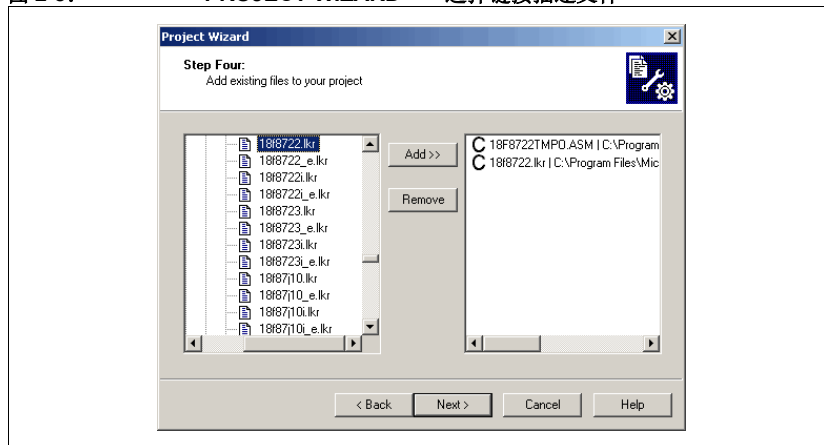 Project Wizard
Step Four:
Add existing files to your project
18f8722.lkr
18f8722_e.lkr
18f8722i.lkr
18f8722i_e.lkr
18f8723.lkr
18f8723_e.lkr
18f8723i.lkr
18f8723i_e.lkr
18f87j10.lkr
18f87j10_e.lkr
18f87j10i.lkr
18f87j10i_e.lkr
Add >>
Remove
C 18F8722TMPO.ASM | C:\Program
C 18f8722.lkr | C:\Program Files\Mic
< Back
Next >
Cancel
Help